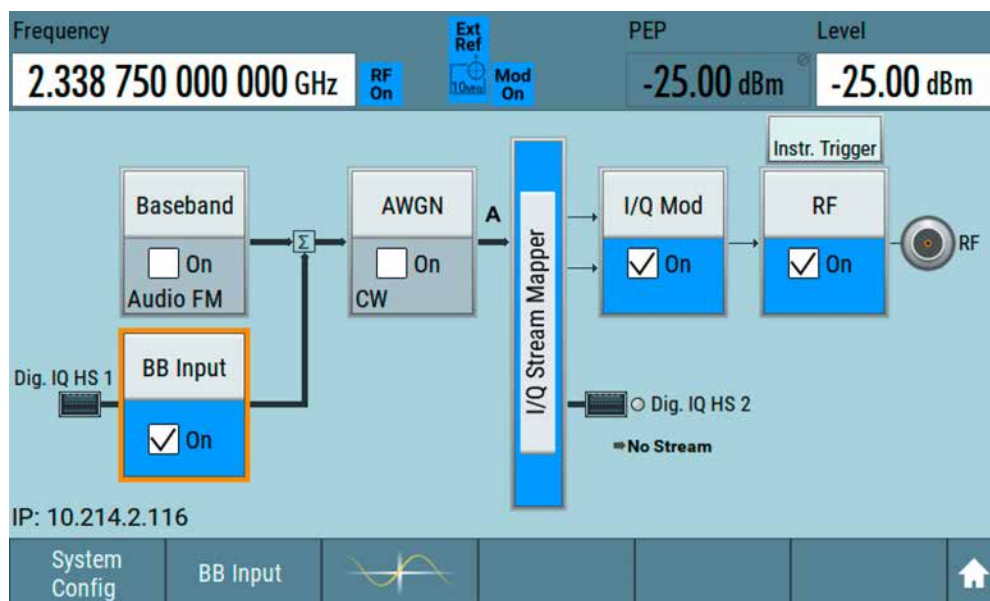 Frequency
Ext
Ref
PEP
Level
2.338 750 000 000 GHz
RF
On
10MHz
Mod
On
-25.00 dBm
-25.00 dBm
Instr. Trigger
Baseband
On
Audio FM
Σ
AWGN
On
CW
A
I/Q Stream Mapper
I/Q Mod
On
RF
On
RF
Dig. IQ HS 1
BB Input
On
Dig. IQ HS 2
No Stream
IP: 10.214.2.116
System
Config
BB Input